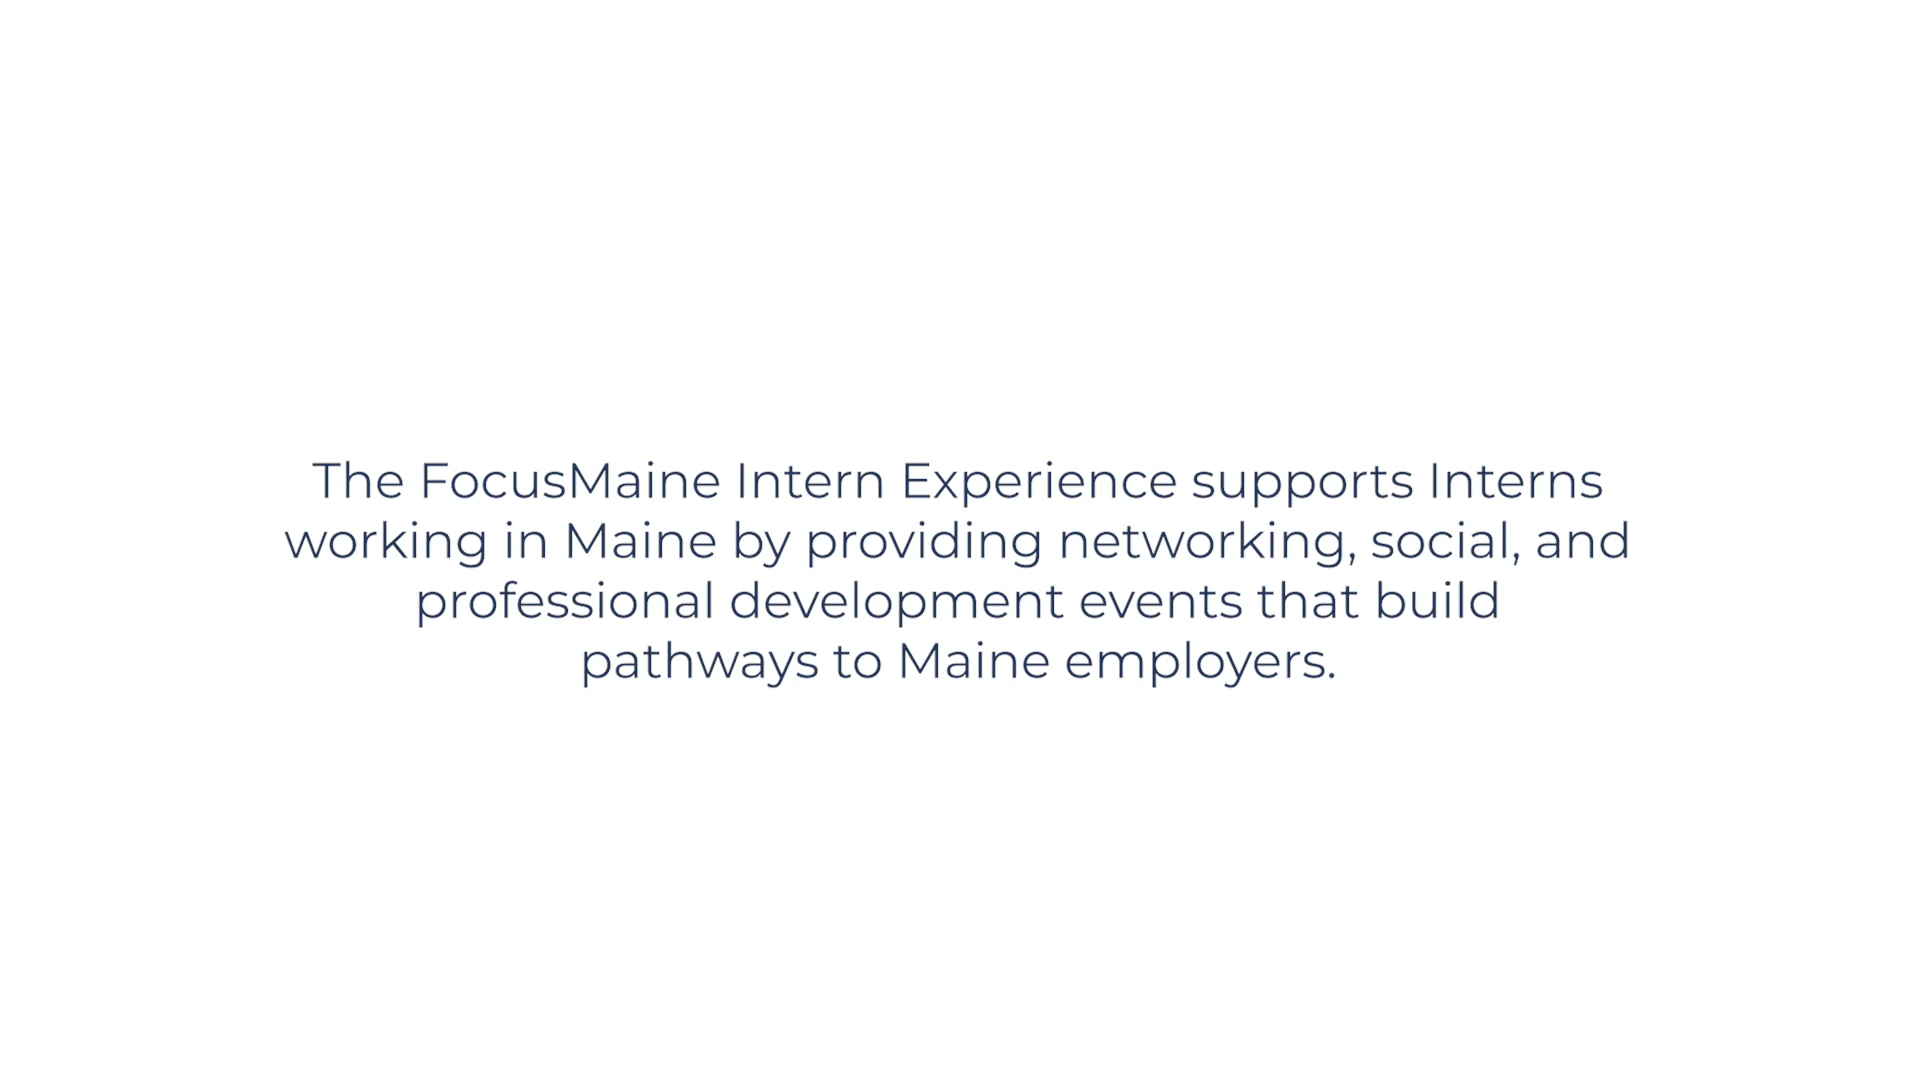 The FocusMaine Intern Experience supports Interns
working in Maine by providing networking, social, and
professional development events that build
pathways to Maine employers.